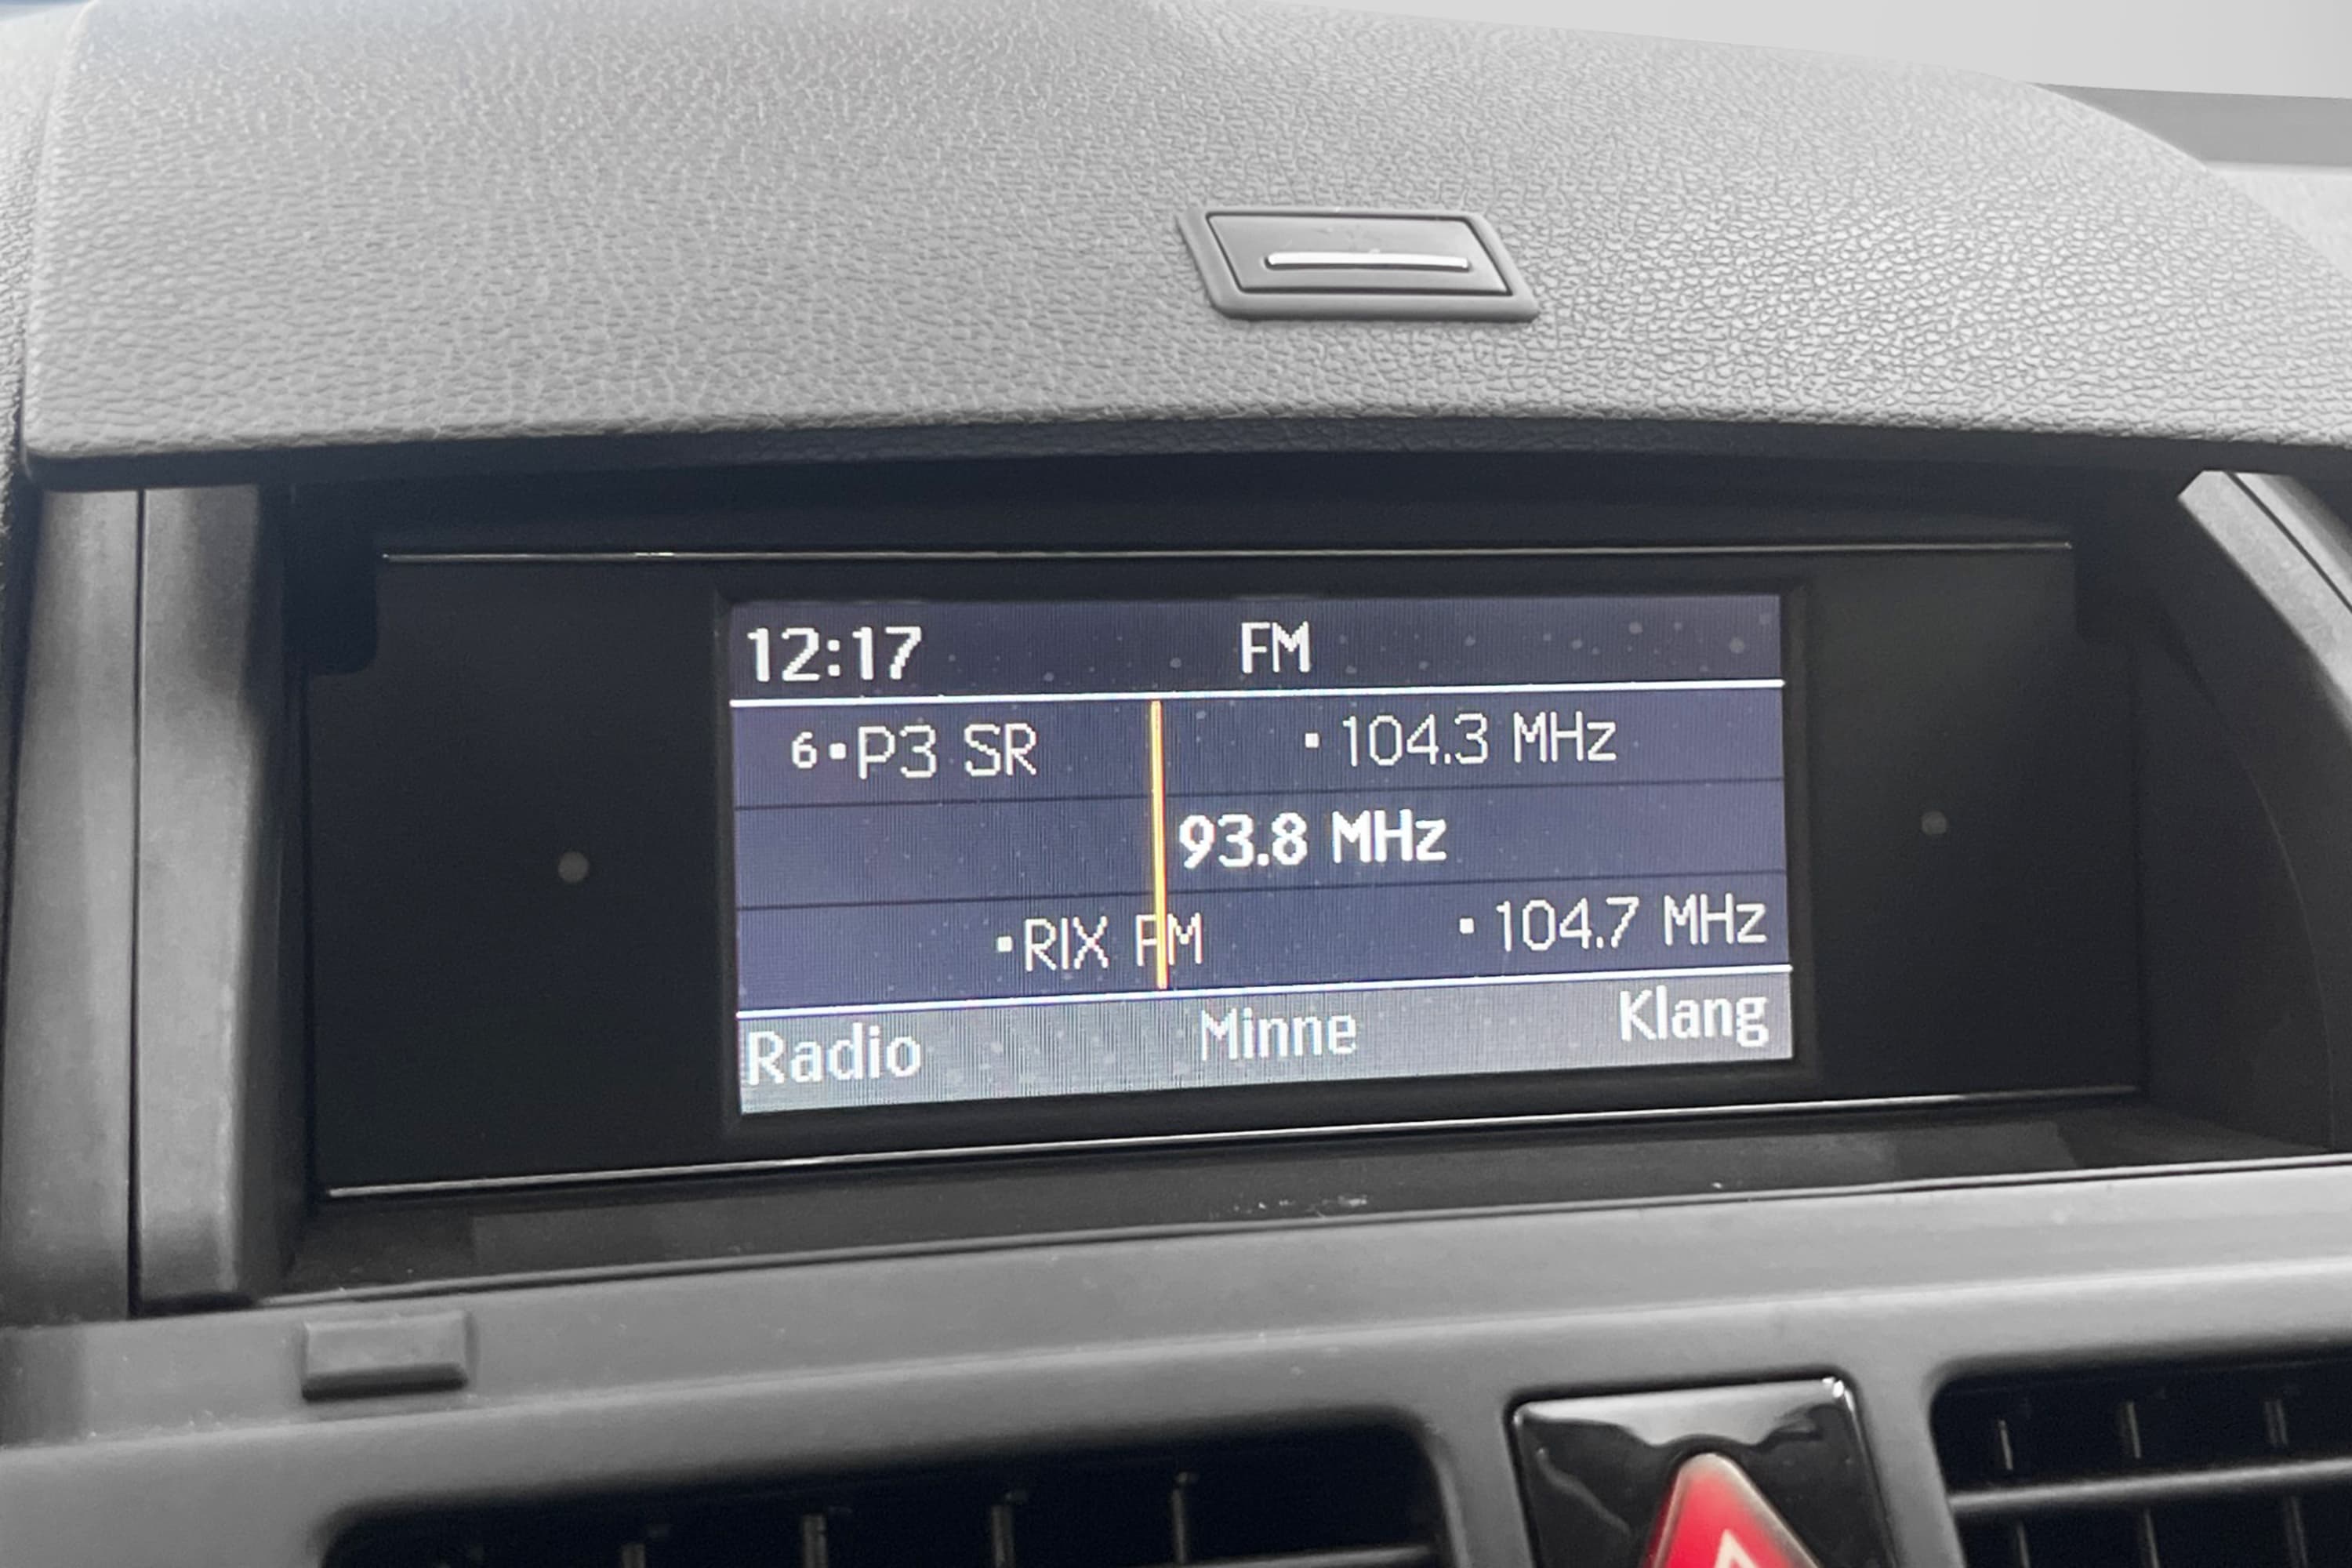 12:17 FM
6 • P3 SR • 104.3 MHz
93.8 MHz
• RIX FM • 104.7 MHz
Radio Minne Klang